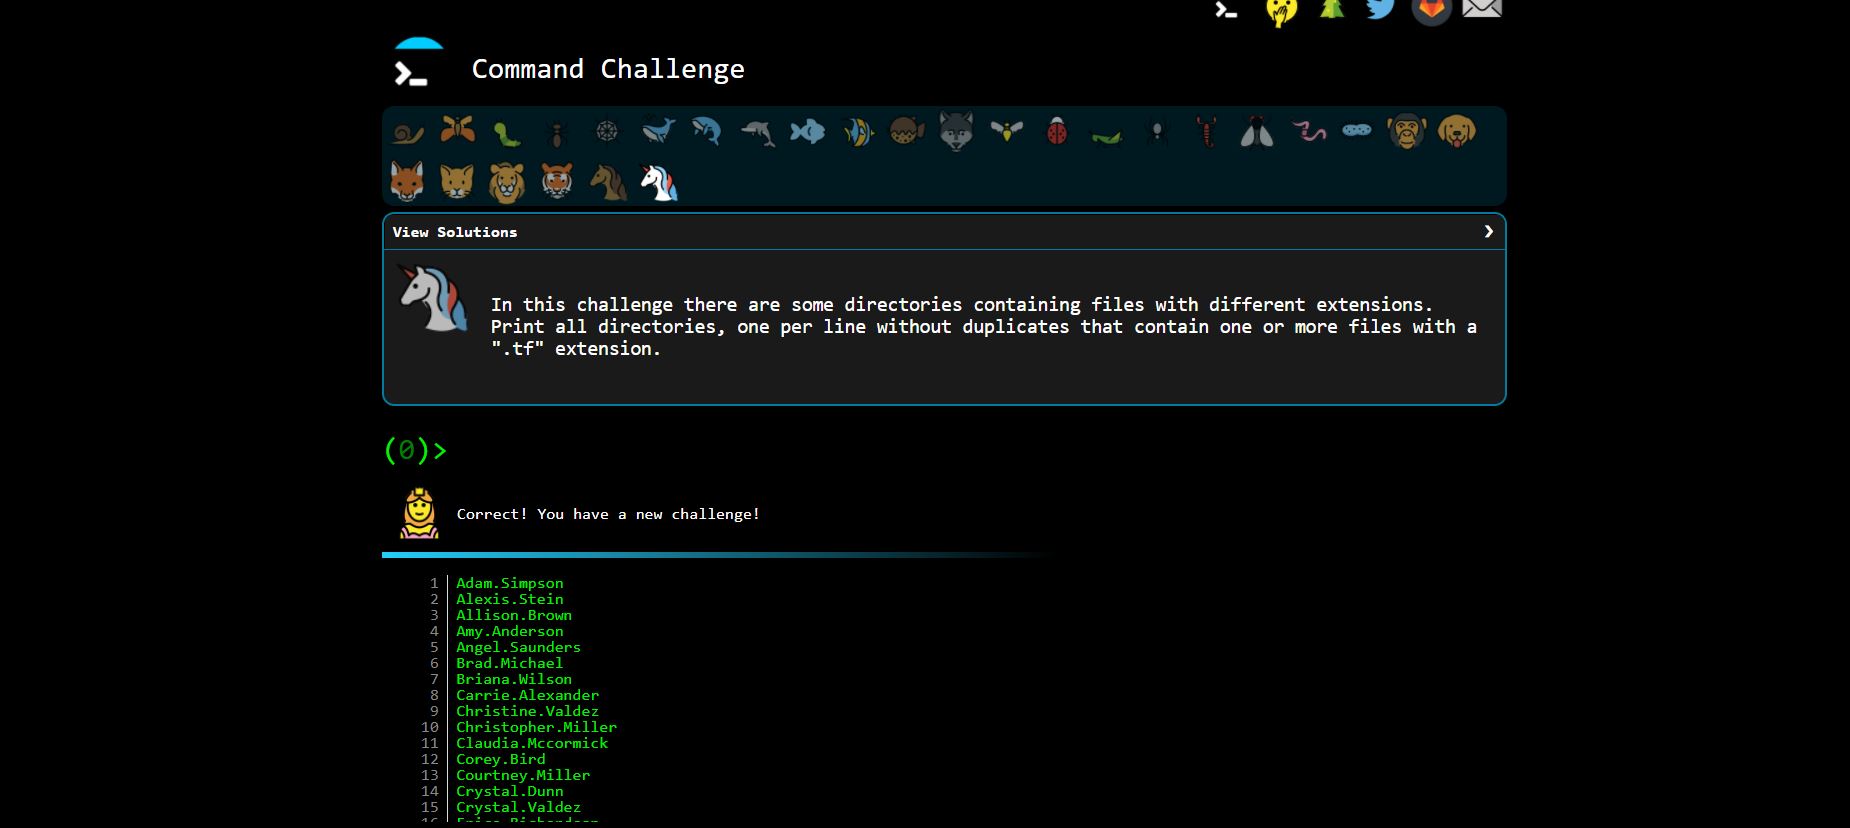 Command Challenge
View Solutions
In this challenge there are some directories containing files with different extensions.
Print all directories, one per line without duplicates that contain one or more files with a
".tf" extension.
(0)>
Correct! You have a new challenge!
1 Adam.Simpson
2 Alexis.Stein
3 Allison.Brown
4 Amy.Anderson
5 Angel.Saunders
6 Brad.Michael
7 Briana.Wilson
8 Carrie.Alexander
9 Christine.Valdez
10 Christopher.Miller
11 Claudia.Mccormick
12 Corey.Bird
13 Courtney.Miller
14 Crystal.Dunn
15 Crystal.Valdez